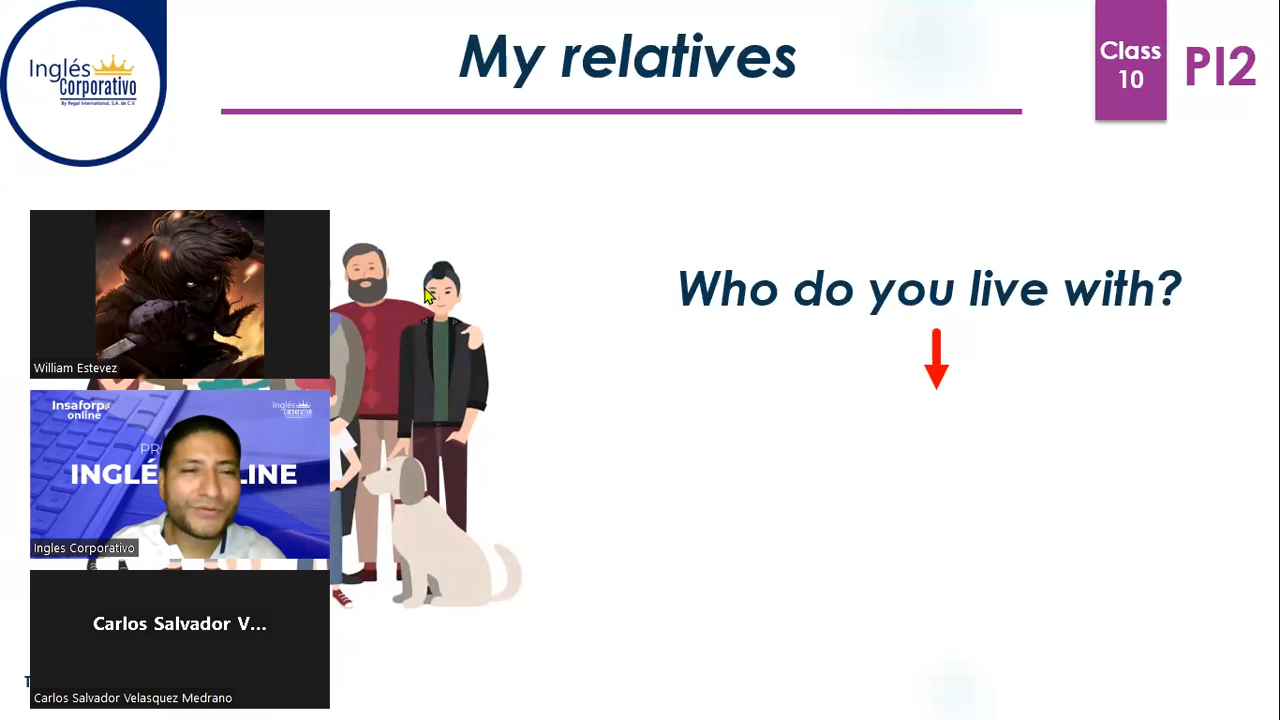 My relatives
Class
10
PI2
Inglés
Corporativo
By Regal International, S.A. de C.V.
Who do you live with?
William Estevez
Insaforp
online
Inglés
Corporativo
PR
INGLÉ LINE
Ingles Corporativo
Carlos Salvador V...
Carlos Salvador Velasquez Medrano
T